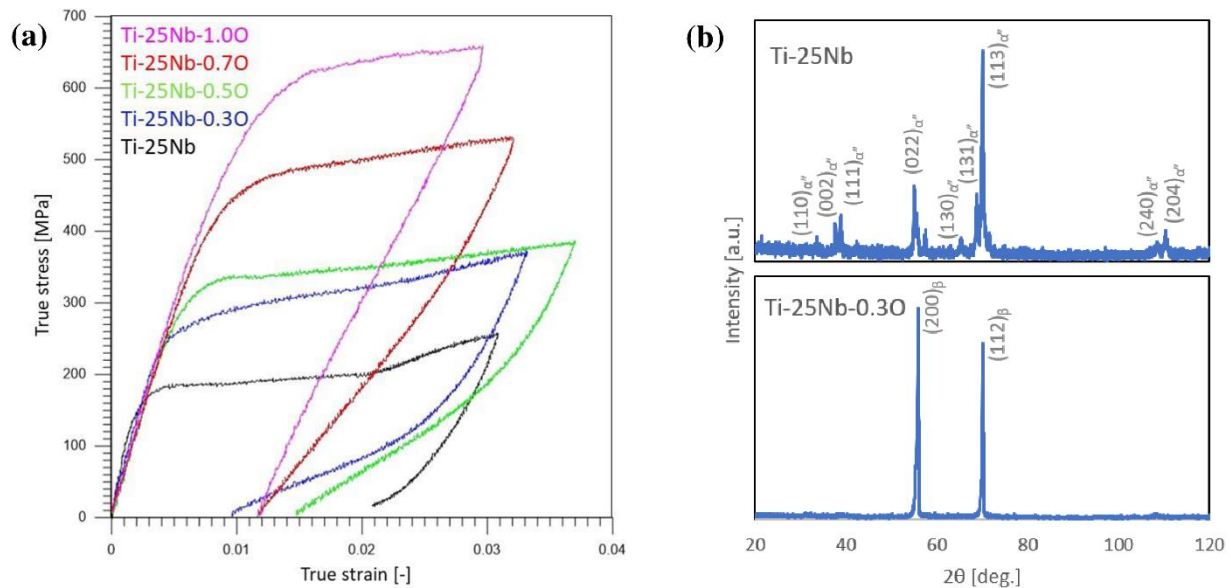 (a)
700
600
500
400
300
200
100
0
True stress [MPa]
Ti-25Nb-1.0O
Ti-25Nb-0.7O
Ti-25Nb-0.5O
Ti-25Nb-0.3O
Ti-25Nb
0 0.01 0.02 0.03 0.04
True strain [-]
(b)
Intensity [a.u.]
Ti-25Nb
(110)α″
(002)α″
(111)α″
(022)α″
(130)α″
(131)α″
(113)α″
(240)α″
(204)α″
Ti-25Nb-0.3O
(200)β
(112)β
20 40 60 80 100 120
2θ [deg.]